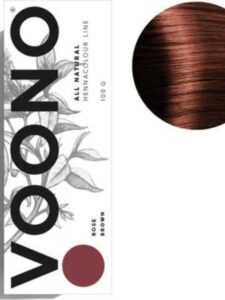 VOONO®
ALL NATURAL
HENNACOLOUR LINE
100 G
ROSE
BROWN